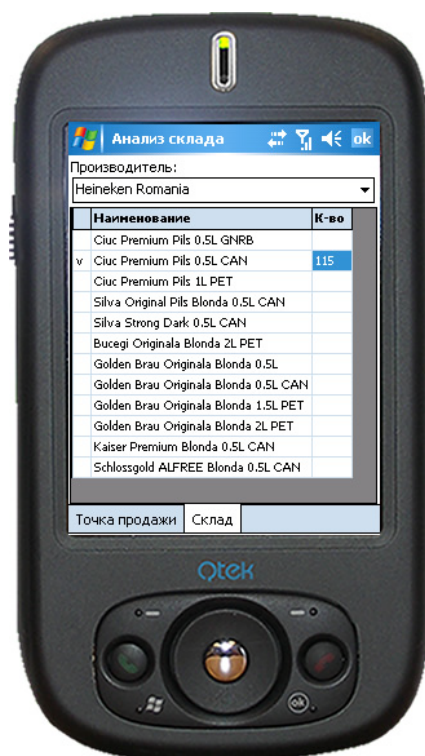 Анализ склада ok
Производитель:
Heineken Romania
Наименование К-во
Ciuc Premium Pils 0.5L GNRB
v Ciuc Premium Pils 0.5L CAN 115
Ciuc Premium Pils 1L PET
Silva Original Pils Blonda 0.5L CAN
Silva Strong Dark 0.5L CAN
Bucegi Originala Blonda 2L PET
Golden Brau Originala Blonda 0.5L
Golden Brau Originala Blonda 0.5L CAN
Golden Brau Originala Blonda 1.5L PET
Golden Brau Originala Blonda 2L PET
Kaiser Premium Blonda 0.5L CAN
Schlossgold ALFREE Blonda 0.5L CAN
Точка продажи Склад
Qtek
ok